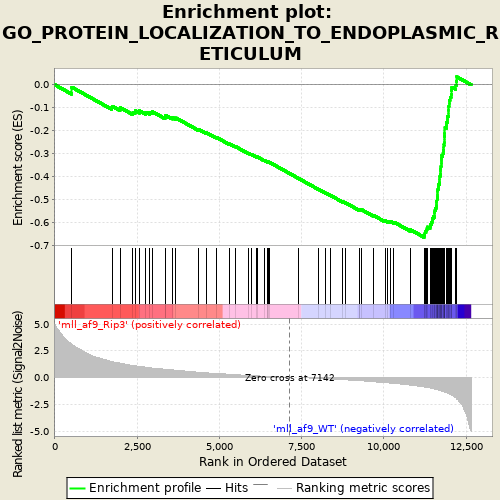 Enrichment plot:
GO_PROTEIN_LOCALIZATION_TO_ENDOPLASMIC_R
ETICULUM
Enrichment score (ES)
0.0
-0.1
-0.2
-0.3
-0.4
-0.5
-0.6
-0.7
Ranked list metric (Signal2Noise)
5.0
2.5
0.0
-2.5
-5.0
'mll_af9_Rip3' (positively correlated)
Zero cross at 7142
'mll_af9_WT' (negatively correlated)
0
2,500
5,000
7,500
10,000
12,500
Rank in Ordered Dataset
Enrichment profile
Hits
Ranking metric scores